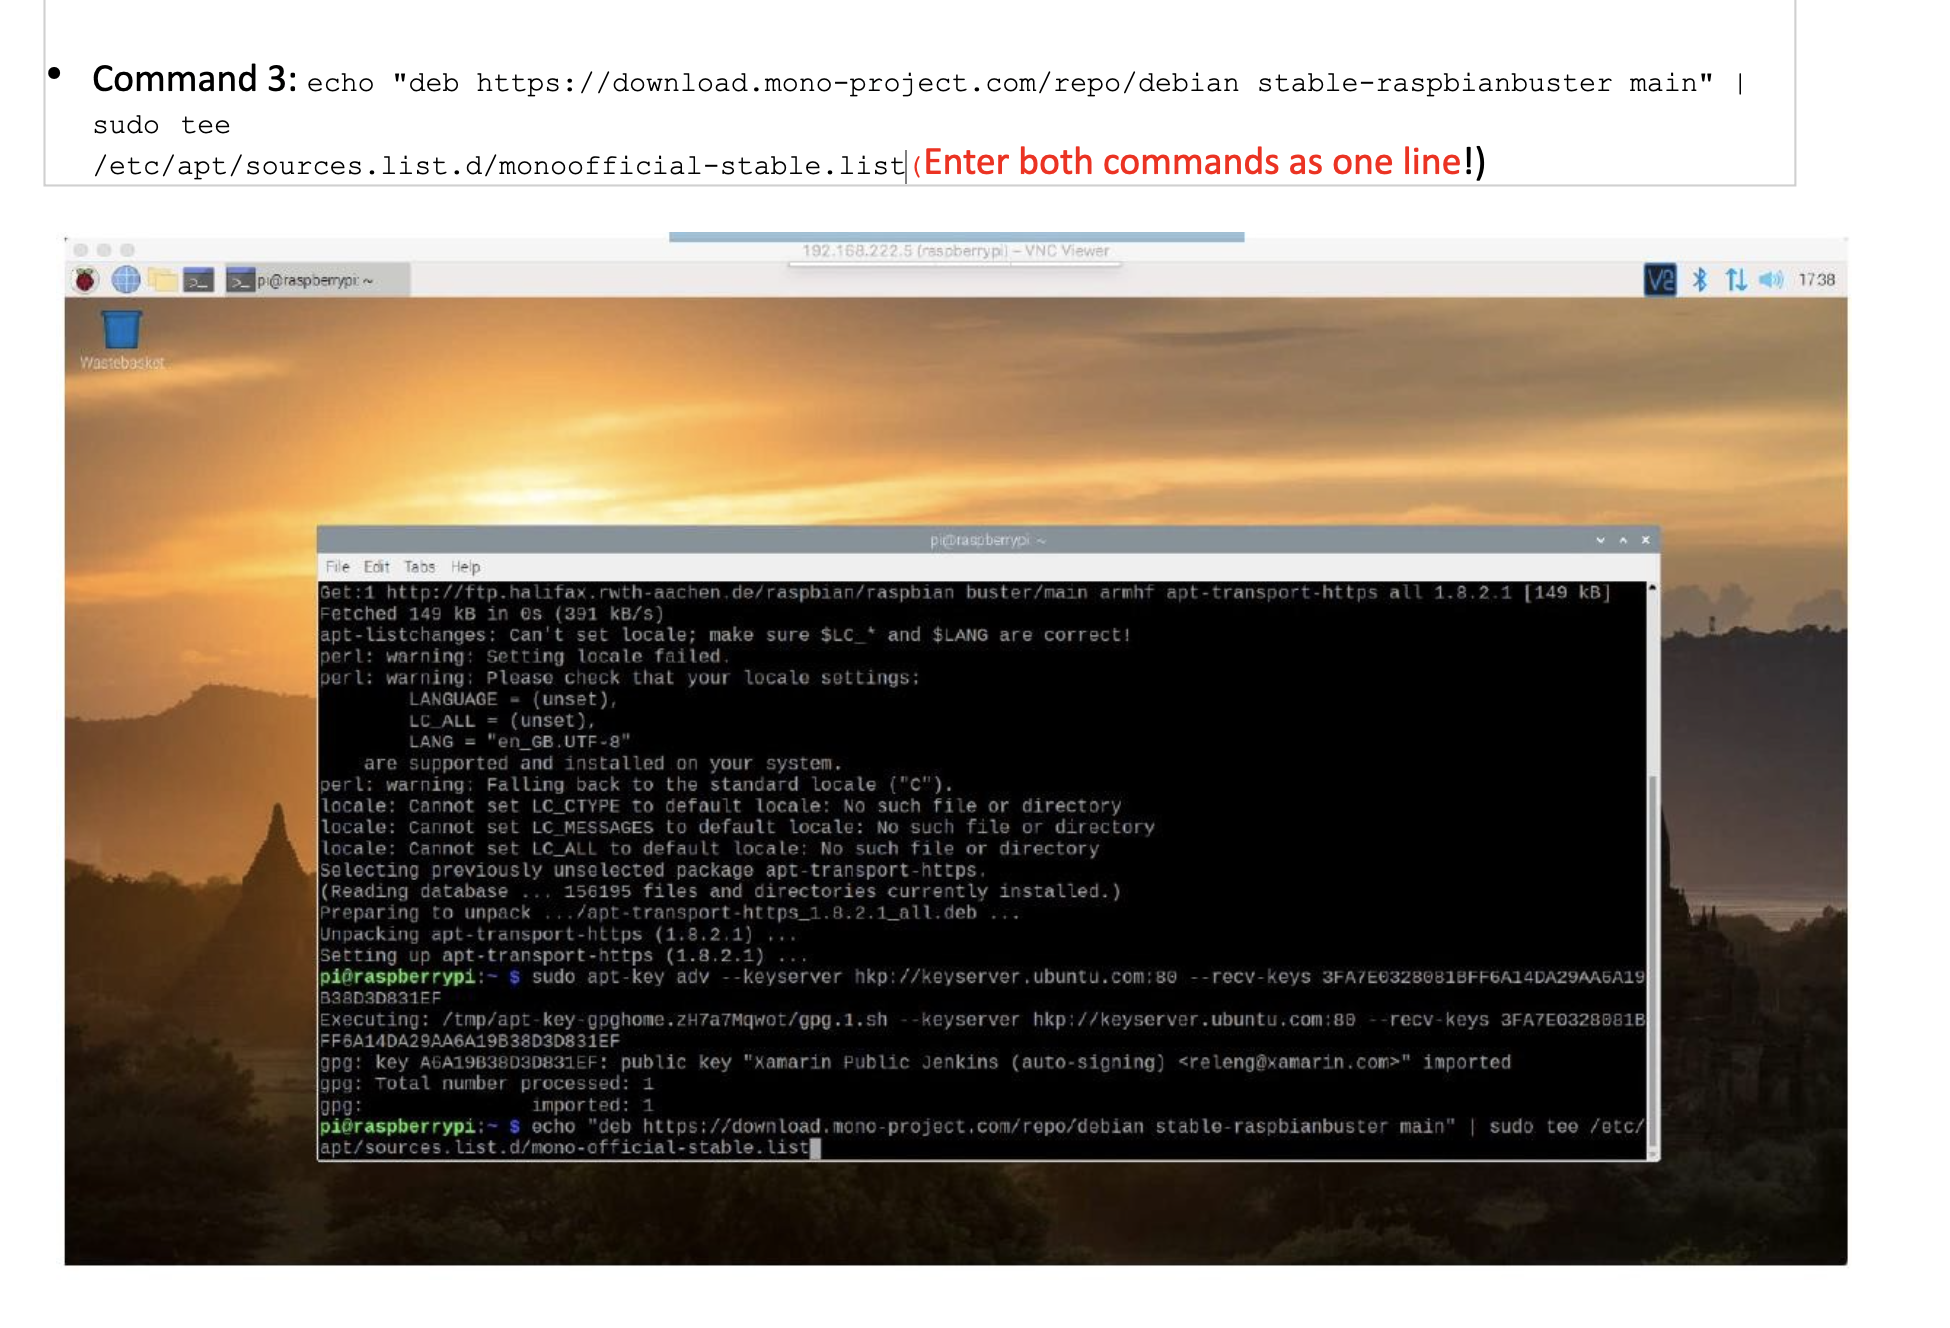 • Command 3: echo "deb https://download.mono-project.com/repo/debian stable-raspbianbuster main" |
sudo tee
/etc/apt/sources.list.d/monoofficial-stable.list(Enter both commands as one line!)
192.168.222.5 (raspberrypi) – VNC Viewer
pi@raspberrypi: ~
17:38
Wastebasket
pi@raspberrypi: ~
File Edit Tabs Help
Get:1 http://ftp.halifax.rwth-aachen.de/raspbian/raspbian buster/main armhf apt-transport-https all 1.8.2.1 [149 kB]
Fetched 149 kB in 0s (391 kB/s)
apt-listchanges: Can't set locale; make sure $LC_* and $LANG are correct!
perl: warning: Setting locale failed.
perl: warning: Please check that your locale settings:
LANGUAGE = (unset),
LC_ALL = (unset),
LANG = "en_GB.UTF-8"
are supported and installed on your system.
perl: warning: Falling back to the standard locale ("C").
locale: Cannot set LC_CTYPE to default locale: No such file or directory
locale: Cannot set LC_MESSAGES to default locale: No such file or directory
locale: Cannot set LC_ALL to default locale: No such file or directory
Selecting previously unselected package apt-transport-https.
(Reading database ... 156195 files and directories currently installed.)
Preparing to unpack .../apt-transport-https_1.8.2.1_all.deb ...
Unpacking apt-transport-https (1.8.2.1) ...
Setting up apt-transport-https (1.8.2.1) ...
pi@raspberrypi:~ $ sudo apt-key adv --keyserver hkp://keyserver.ubuntu.com:80 --recv-keys 3FA7E0328081BFF6A14DA29AA6A19
B38D3D831EF
Executing: /tmp/apt-key-gpghome.zH7a7Mqwot/gpg.1.sh --keyserver hkp://keyserver.ubuntu.com:80 --recv-keys 3FA7E0328081B
FF6A14DA29AA6A19B38D3D831EF
gpg: key A6A19B38D3D831EF: public key "Xamarin Public Jenkins (auto-signing) <releng@xamarin.com>" imported
gpg: Total number processed: 1
gpg: imported: 1
pi@raspberrypi:~ $ echo "deb https://download.mono-project.com/repo/debian stable-raspbianbuster main" | sudo tee /etc/
apt/sources.list.d/mono-official-stable.list